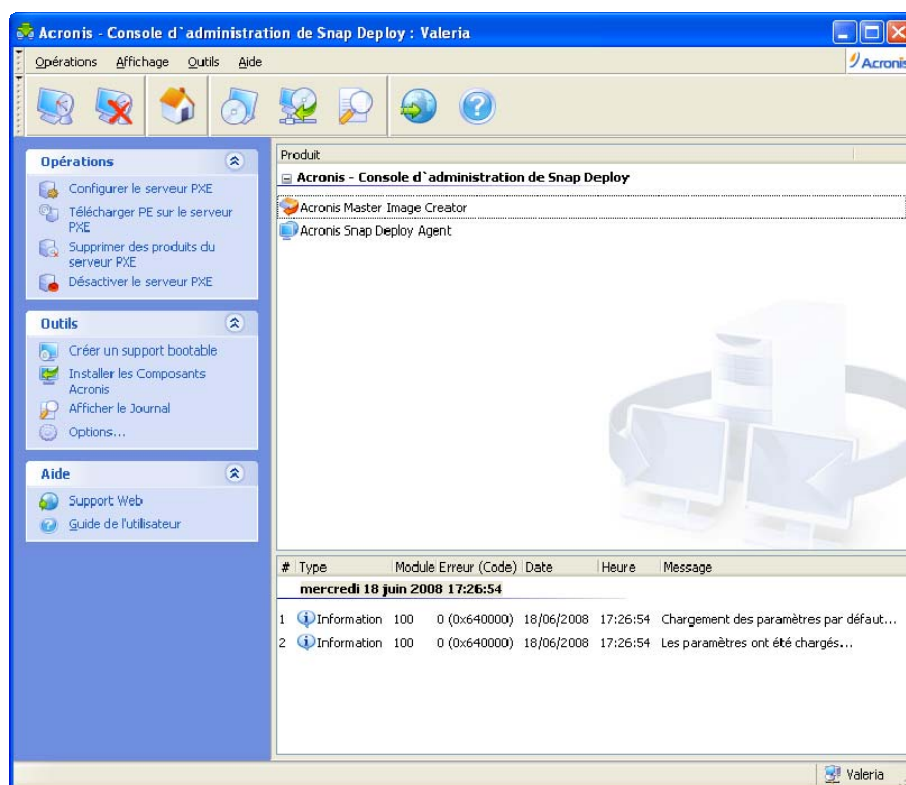 Acronis - Console d`administration de Snap Deploy : Valeria
Opérations Affichage Outils Aide
Acronis
Opérations
Configurer le serveur PXE
Télécharger PE sur le serveur
PXE
Supprimer des produits du
serveur PXE
Désactiver le serveur PXE
Outils
Créer un support bootable
Installer les Composants
Acronis
Afficher le Journal
Options...
Aide
Support Web
Guide de l'utilisateur
Produit
Acronis - Console d`administration de Snap Deploy
Acronis Master Image Creator
Acronis Snap Deploy Agent
# Type Module Erreur (Code) Date Heure Message
mercredi 18 juin 2008 17:26:54
1 Information 100 0 (0x640000) 18/06/2008 17:26:54 Chargement des paramètres par défaut...
2 Information 100 0 (0x640000) 18/06/2008 17:26:54 Les paramètres ont été chargés...
Valeria